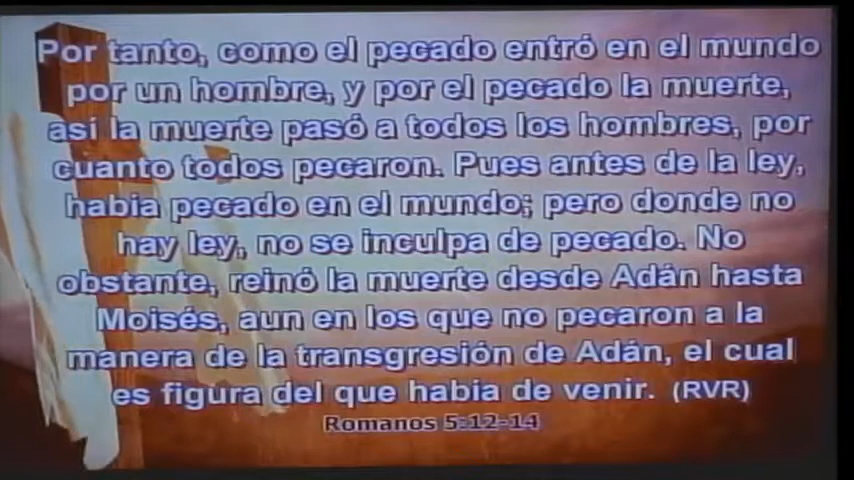 Por tanto, como el pecado entró en el mundo
por un hombre, y por el pecado la muerte,
así la muerte pasó a todos los hombres, por
cuanto todos pecaron. Pues antes de la ley,
había pecado en el mundo; pero donde no
hay ley, no se inculpa de pecado. No
obstante, reinó la muerte desde Adán hasta
Moisés, aun en los que no pecaron a la
manera de la transgresión de Adán, el cual
es figura del que había de venir. (RVR)
Romanos 5:12-14